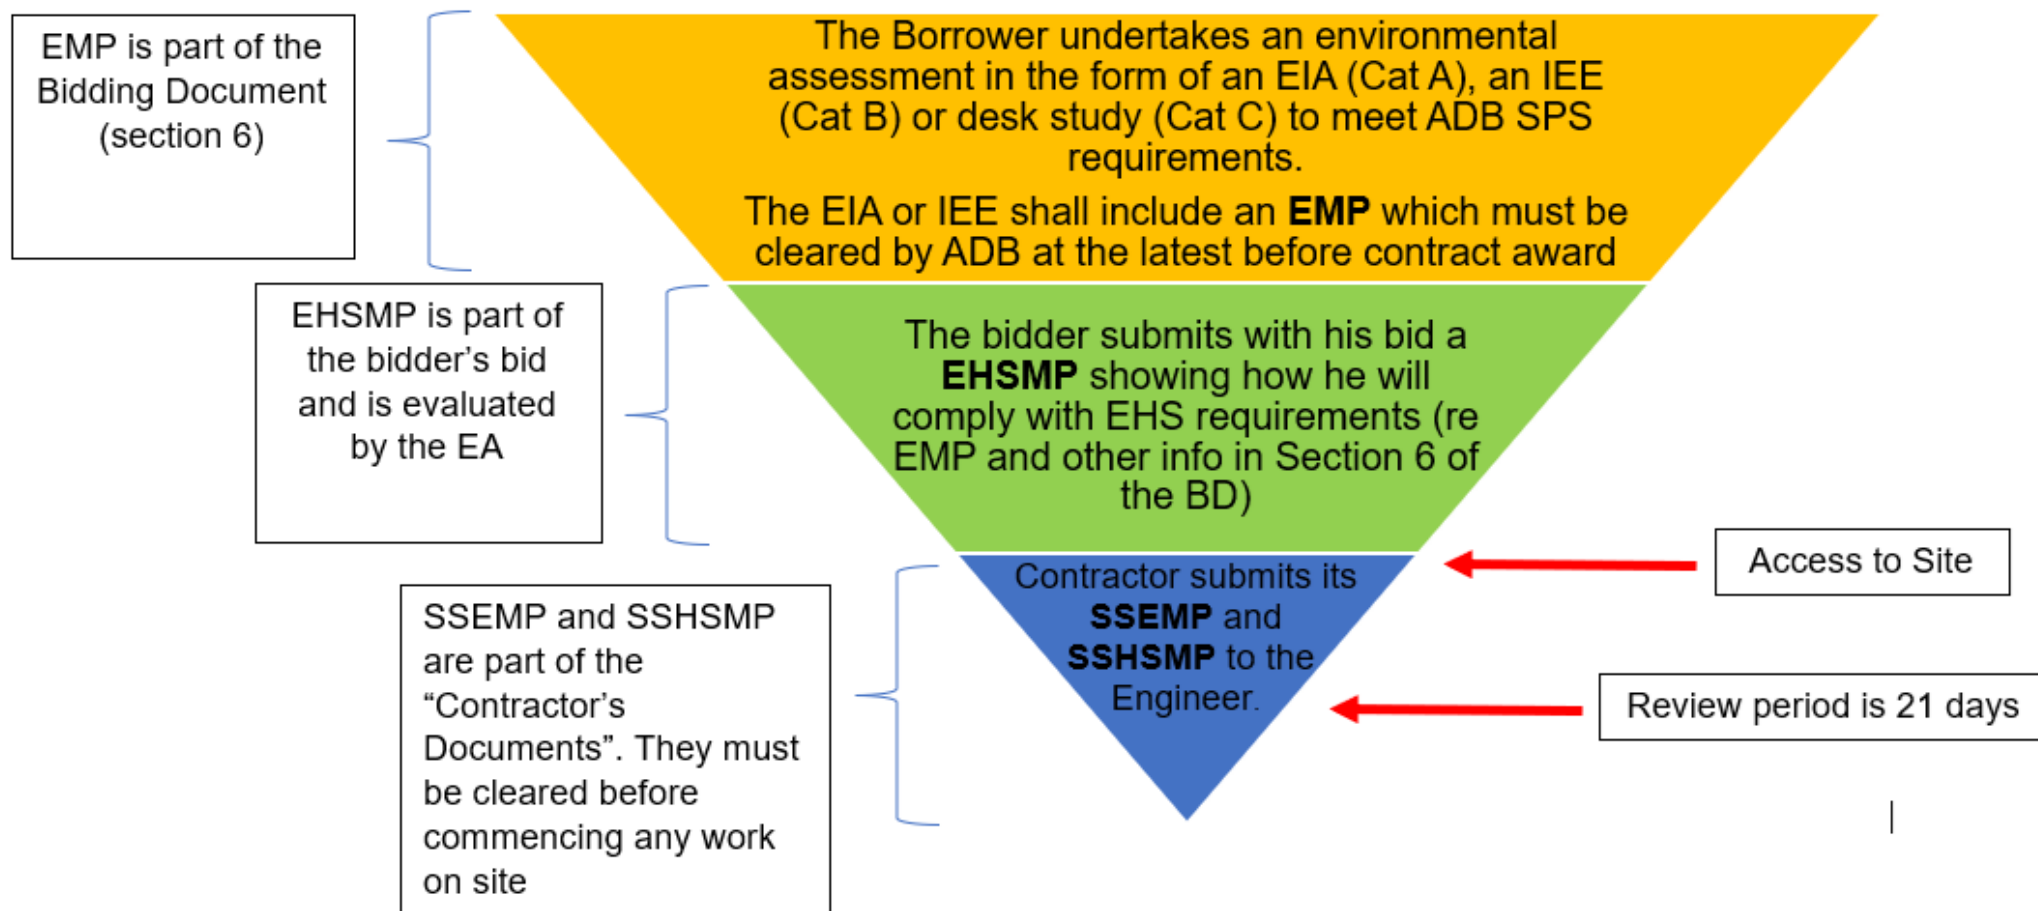 EMP is part of the
Bidding Document
(section 6)
The Borrower undertakes an environmental
assessment in the form of an EIA (Cat A), an IEE
(Cat B) or desk study (Cat C) to meet ADB SPS
requirements.
The EIA or IEE shall include an EMP which must be
cleared by ADB at the latest before contract award
EHSMP is part of
the bidder’s bid
and is evaluated
by the EA
The bidder submits with his bid a
EHSMP showing how he will
comply with EHS requirements (re
EMP and other info in Section 6 of
the BD)
Access to Site
SSEMP and SSHSMP
are part of the
“Contractor’s
Documents”. They must
be cleared before
commencing any work
on site
Contractor submits its
SSEMP and
SSHSMP to the
Engineer.
Review period is 21 days